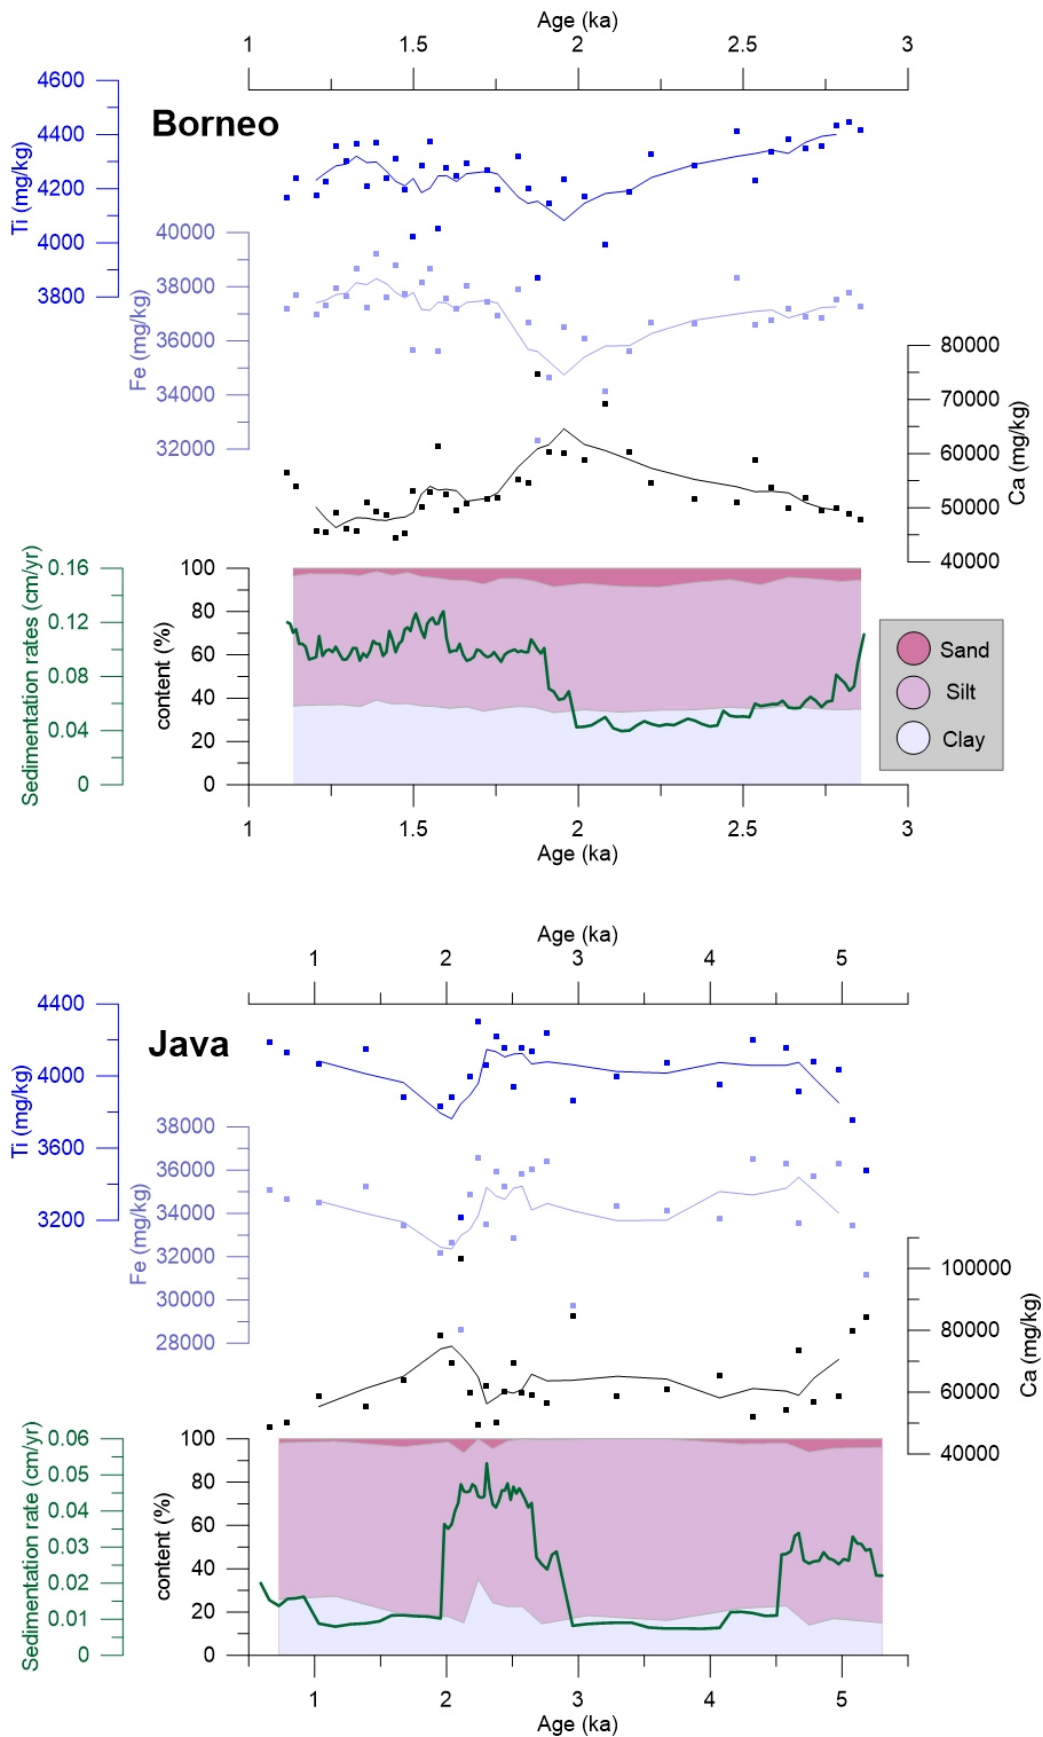 Age (ka)
1 1.5 2 2.5 3
Borneo
Ti (mg/kg)
4600
4400
4200
4000
3800
Fe (mg/kg)
40000
38000
36000
34000
32000
Ca (mg/kg)
80000
70000
60000
50000
40000
Sedimentation rates (cm/yr)
0.16
0.12
0.08
0.04
0
content (%)
100
80
60
40
20
0
Sand
Silt
Clay
1 1.5 2 2.5 3
Age (ka)
Age (ka)
1 2 3 4 5
Java
Ti (mg/kg)
4400
4000
3600
3200
Fe (mg/kg)
38000
36000
34000
32000
30000
28000
Ca (mg/kg)
100000
80000
60000
40000
Sedimentation rate (cm/yr)
0.06
0.05
0.04
0.03
0.02
0.01
0
content (%)
100
80
60
40
20
0
1 2 3 4 5
Age (ka)